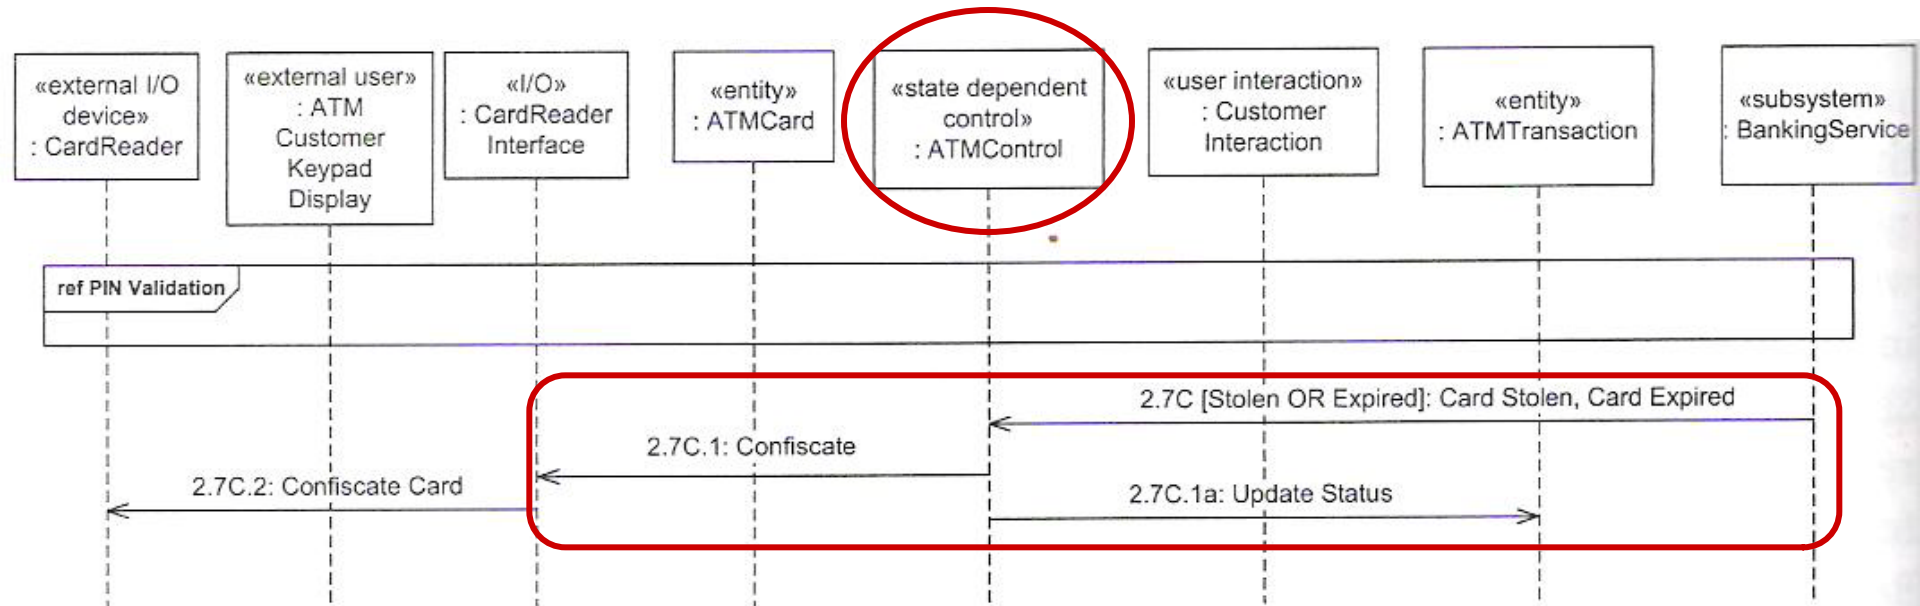 «external I/O
device»
: CardReader
«external user»
: ATM
Customer
Keypad
Display
«I/O»
: CardReader
Interface
«entity»
: ATMCard
«state dependent
control»
: ATMControl
«user interaction»
: Customer
Interaction
«entity»
: ATMTransaction
«subsystem»
: BankingService
ref PIN Validation
2.7C [Stolen OR Expired]: Card Stolen, Card Expired
2.7C.1: Confiscate
2.7C.2: Confiscate Card
2.7C.1a: Update Status